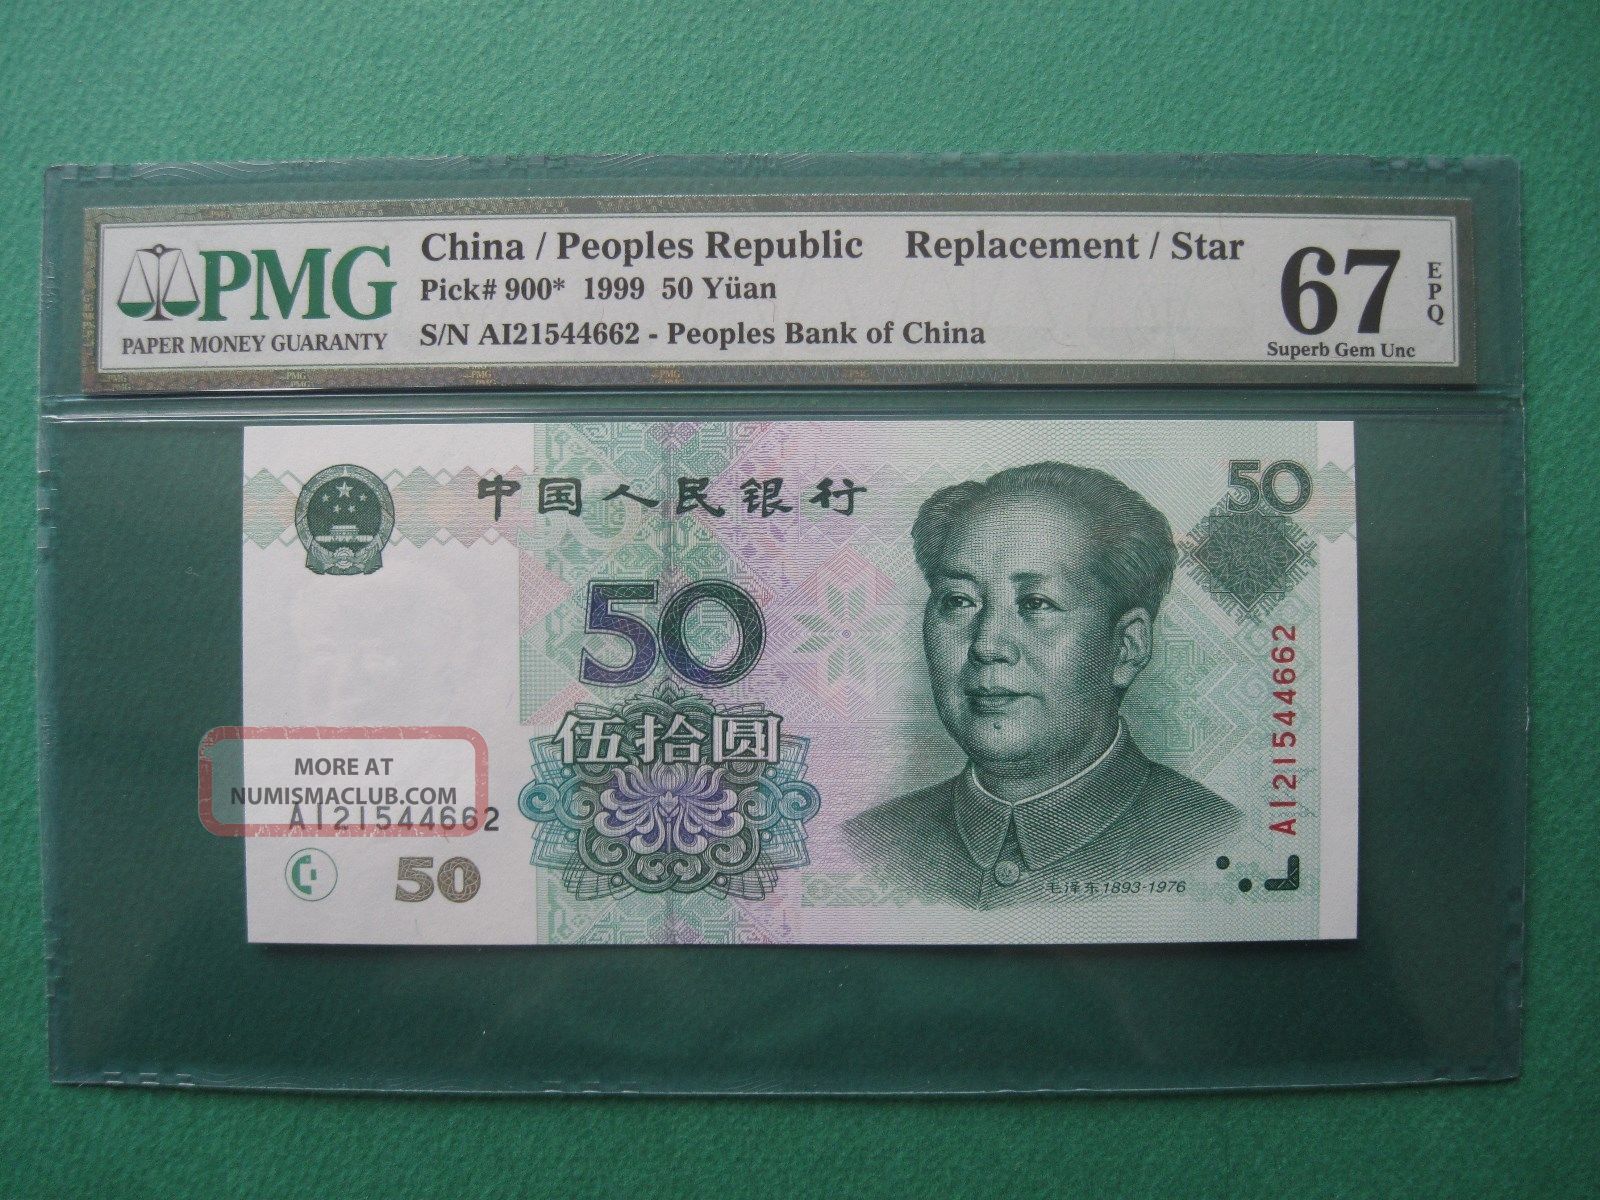 PMG
PAPER MONEY GUARANTY
China / Peoples Republic Replacement / Star
Pick# 900* 1999 50 Yüan
S/N AI21544662 - Peoples Bank of China
67
EPQ
Superb Gem Unc
中国人民银行
50
50
伍拾圆
AI21544662
MORE AT
NUMISMACLUB.COM
AI21544662
50
毛泽东1893-1976